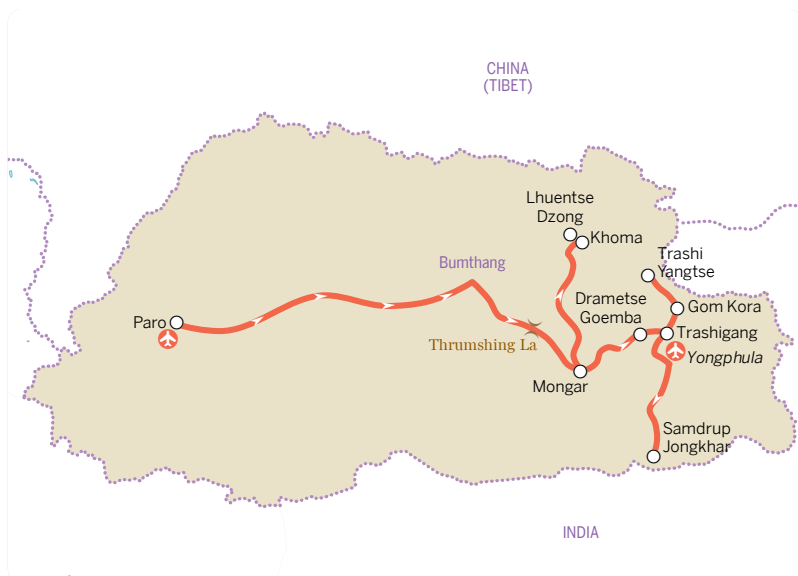 CHINA
(TIBET)
Lhuentse
Dzong
Khoma
Trashi
Yangtse
Bumthang
Drametse
Goemba
Gom Kora
Paro
Trashigang
Thrumshing La
Yongphula
Mongar
Samdrup
Jongkhar
INDIA